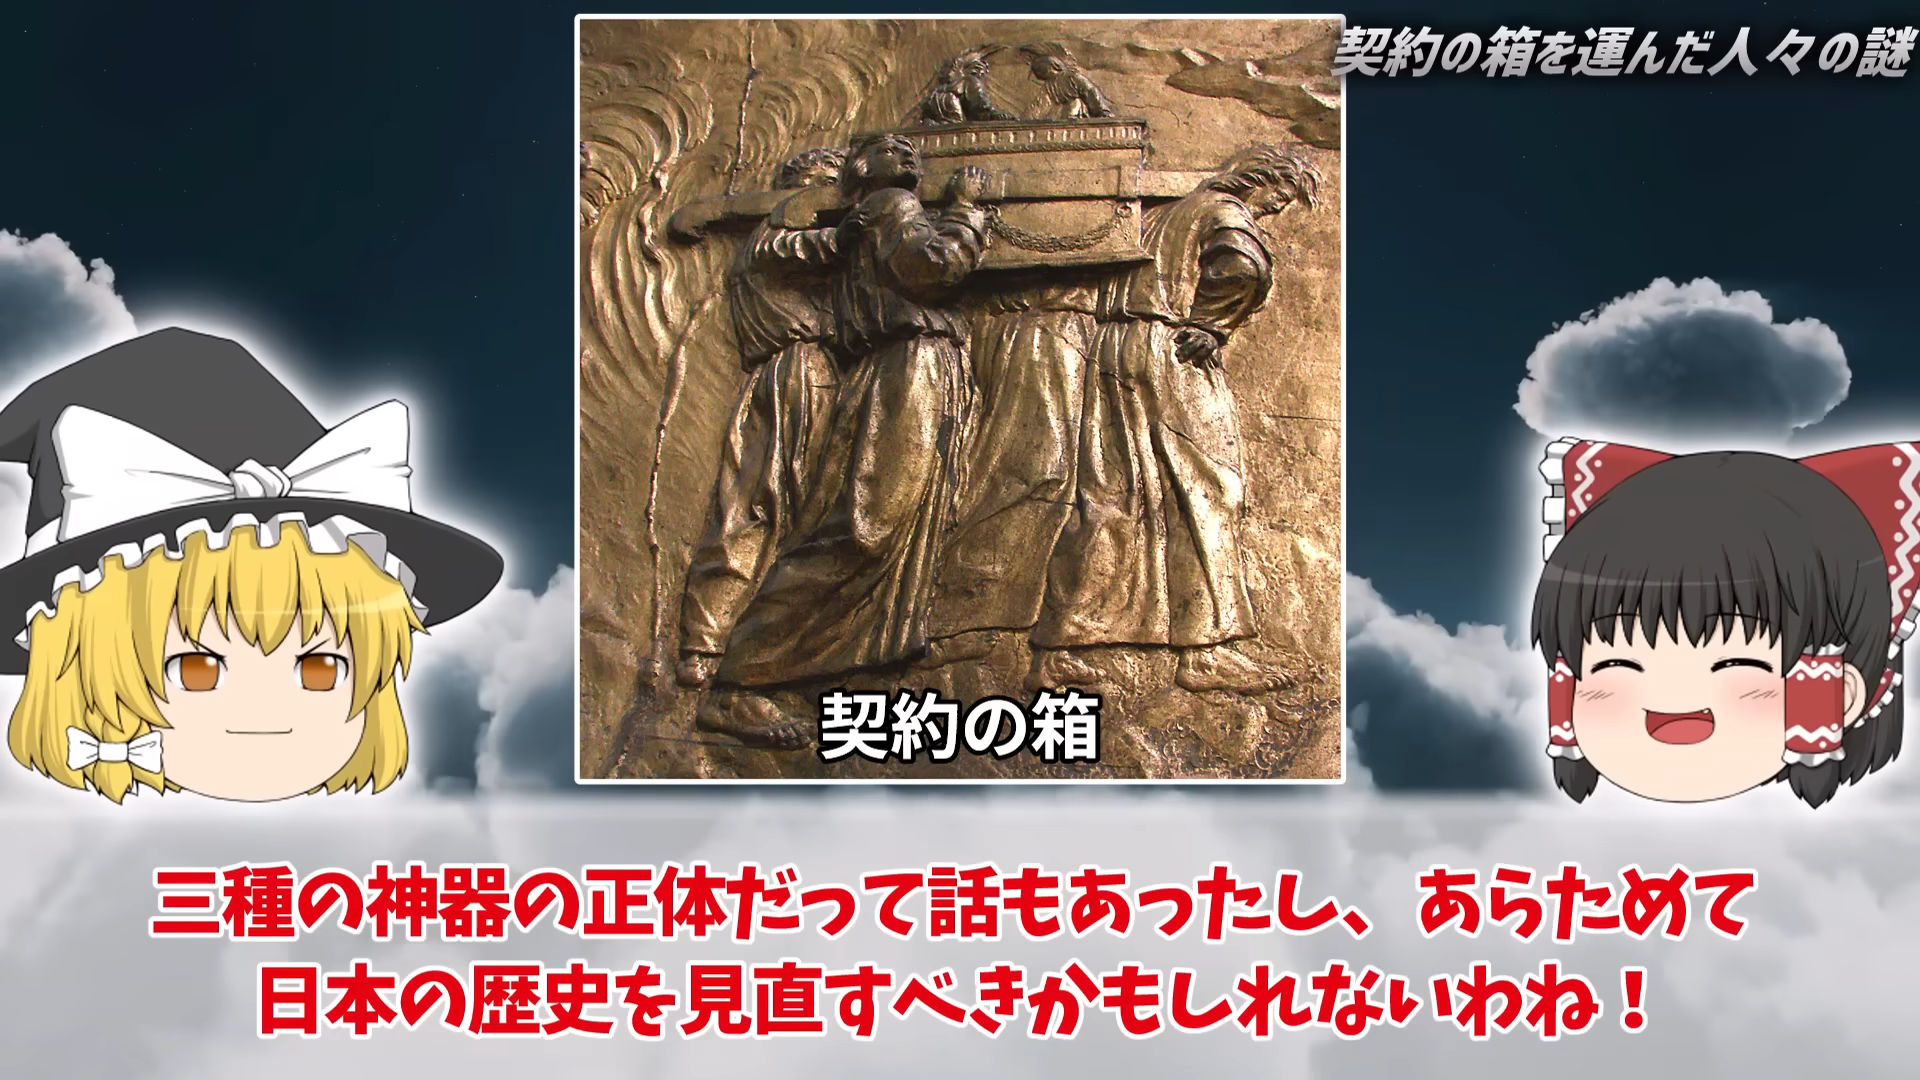 契約の箱を運んだ人々の謎
契約の箱
三種の神器の正体だって話もあったし、あらためて
日本の歴史を見直すべきかもしれないわね！